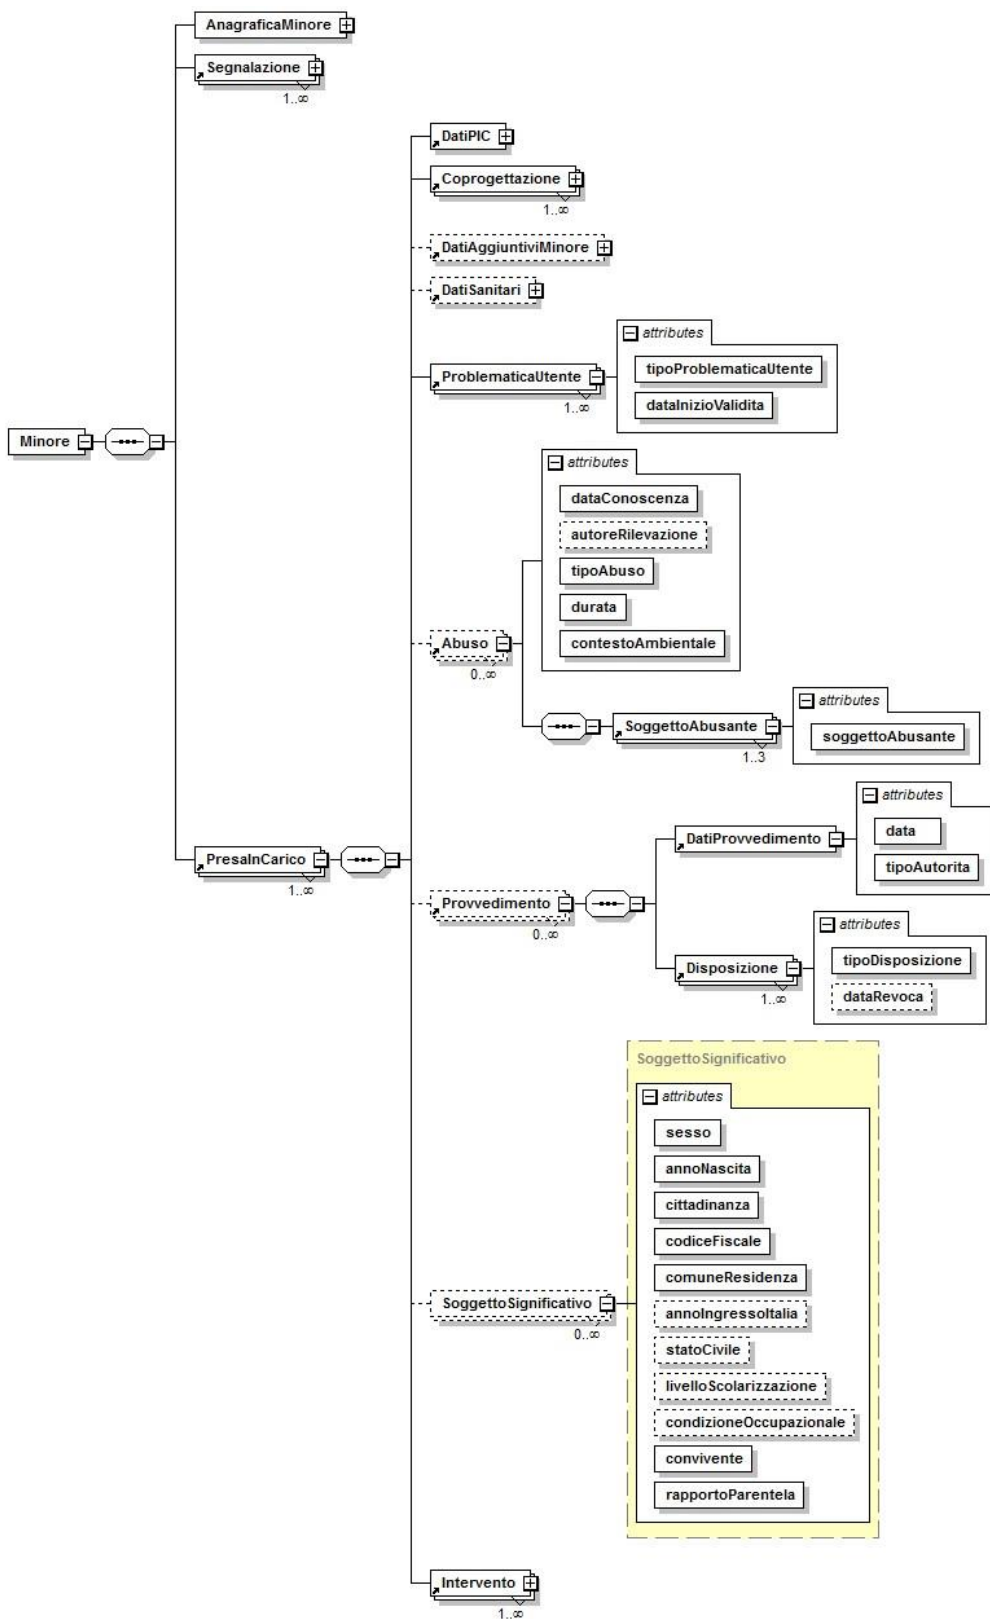 AnagraficaMinore
Segnalazione
1..∞
DatiPIC
Coprogettazione
1..∞
DatiAggiuntiviMinore
DatiSanitari
attributes
ProblematicaUtente
tipoProblematicaUtente
1..∞
dataInizioValidita
Minore
attributes
dataConoscenza
autoreRilevazione
tipoAbuso
durata
Abuso
contestoAmbientale
0..∞
attributes
SoggettoAbusante
soggettoAbusante
1..3
attributes
data
DatiProvvedimento
PresaInCarico
tipoAutorita
1..∞
Provvedimento
0..∞
attributes
tipoDisposizione
Disposizione
1..∞
dataRevoca
SoggettoSignificativo
attributes
sesso
annoNascita
cittadinanza
codiceFiscale
comuneResidenza
SoggettoSignificativo
0..∞
annoIngressoItalia
statoCivile
livelloScolarizzazione
condizioneOccupazionale
convivente
rapportoParentela
Intervento
1..∞